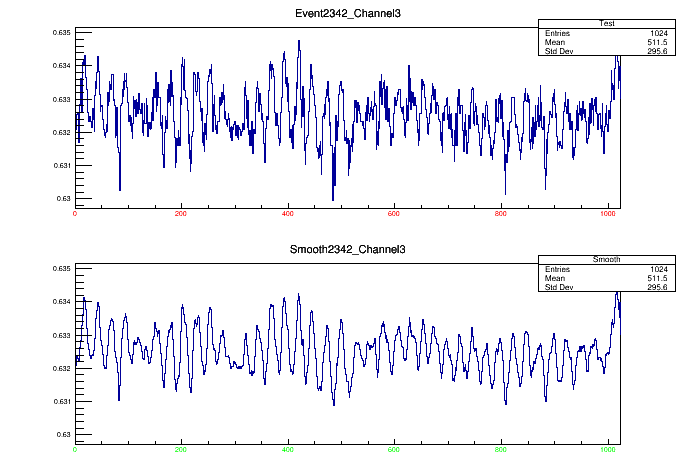 Event2342_Channel3
Test
Entries 1024
Mean 511.5
Std Dev 295.6
0.635
0.634
0.633
0.632
0.631
0.63
0 200 400 600 800 1000
Smooth2342_Channel3
Smooth
Entries 1024
Mean 511.5
Std Dev 295.6
0.635
0.634
0.633
0.632
0.631
0.63
0 200 400 600 800 1000